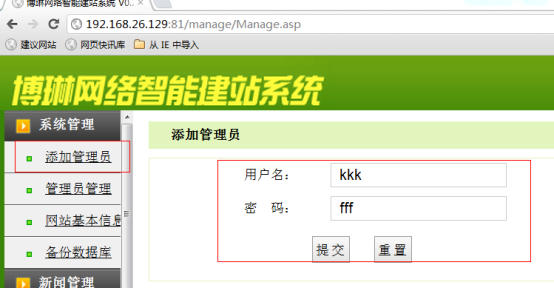 博琳网络智能建站系统 V0..
192.168.26.129:81/manage/Manage.asp
建议网站 网页快讯库 从 IE 中导入
博琳网络智能建站系统
系统管理
添加管理员
管理员管理
网站基本信息
备份数据库
新闻管理
添加管理员
用户名： kkk
密 码： fff
提交 重置